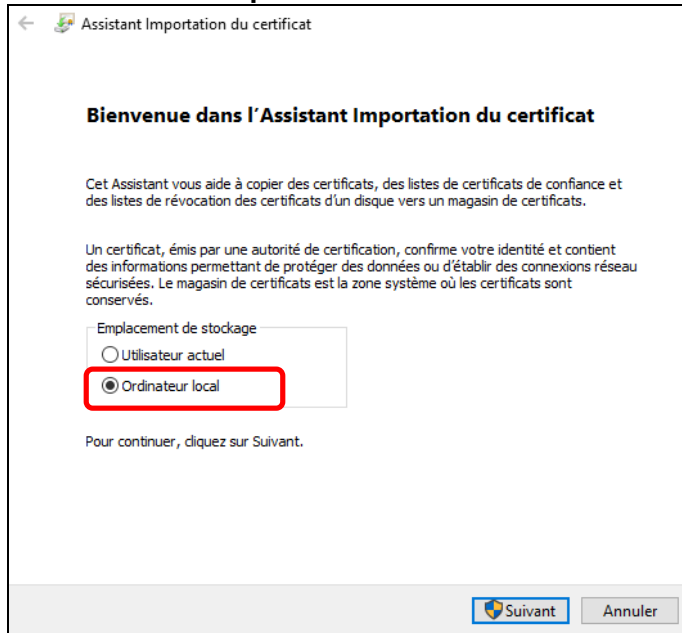 Assistant Importation du certificat
Bienvenue dans l'Assistant Importation du certificat
Cet Assistant vous aide à copier des certificats, des listes de certificats de confiance et
des listes de révocation des certificats d'un disque vers un magasin de certificats.
Un certificat, émis par une autorité de certification, confirme votre identité et contient
des informations permettant de protéger des données ou d'établir des connexions réseau
sécurisées. Le magasin de certificats est la zone système où les certificats sont
conservés.
Emplacement de stockage
Utilisateur actuel
Ordinateur local
Pour continuer, cliquez sur Suivant.
Suivant Annuler